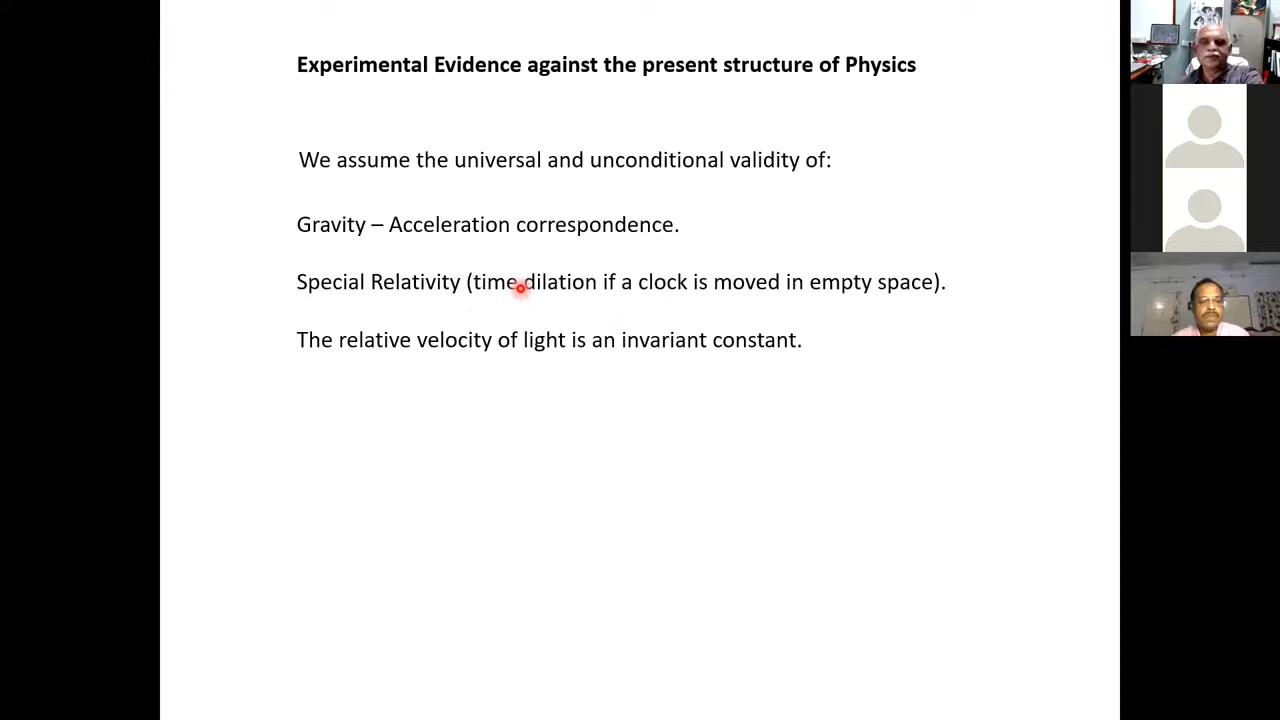 Experimental Evidence against the present structure of Physics
We assume the universal and unconditional validity of:
Gravity – Acceleration correspondence.
Special Relativity (time dilation if a clock is moved in empty space).
The relative velocity of light is an invariant constant.